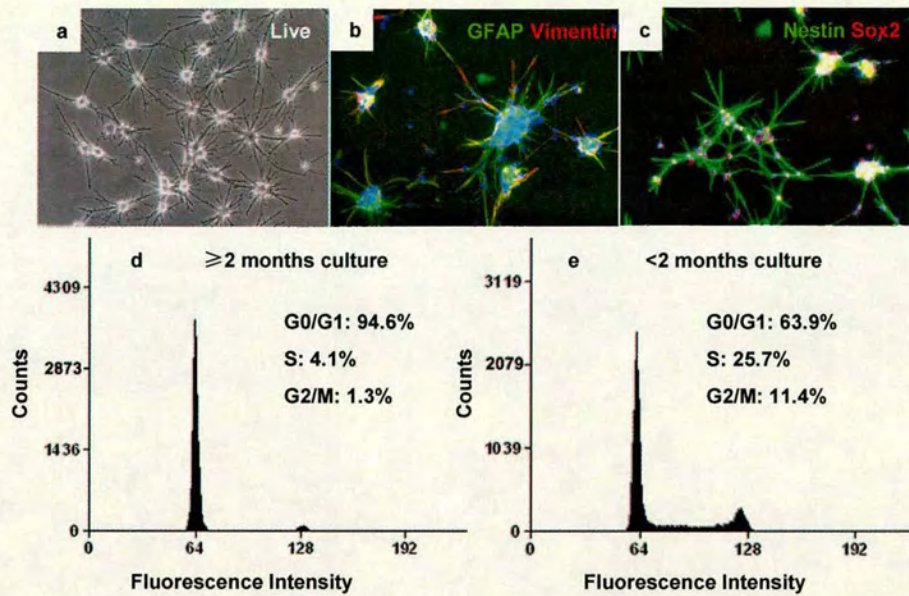 a
Live
b
GFAP Vimentin
c
Nestin Sox2
d
≥2 months culture
4309
2873
1436
0
G0/G1: 94.6%
S: 4.1%
G2/M: 1.3%
Counts
0 64 128 192
Fluorescence Intensity
e
<2 months culture
3119
2079
1039
0
G0/G1: 63.9%
S: 25.7%
G2/M: 11.4%
Counts
0 64 128 192
Fluorescence Intensity